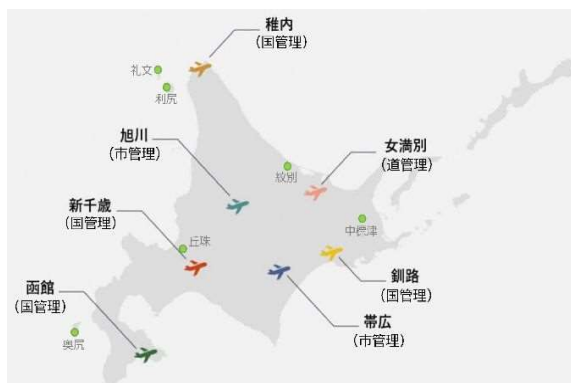 稚内
(国管理)
礼文
利尻
旭川
(市管理)
女満別
(道管理)
紋別
新千歳
(国管理)
丘珠
中標津
函館
(国管理)
釧路
(国管理)
帯広
(市管理)
奥尻